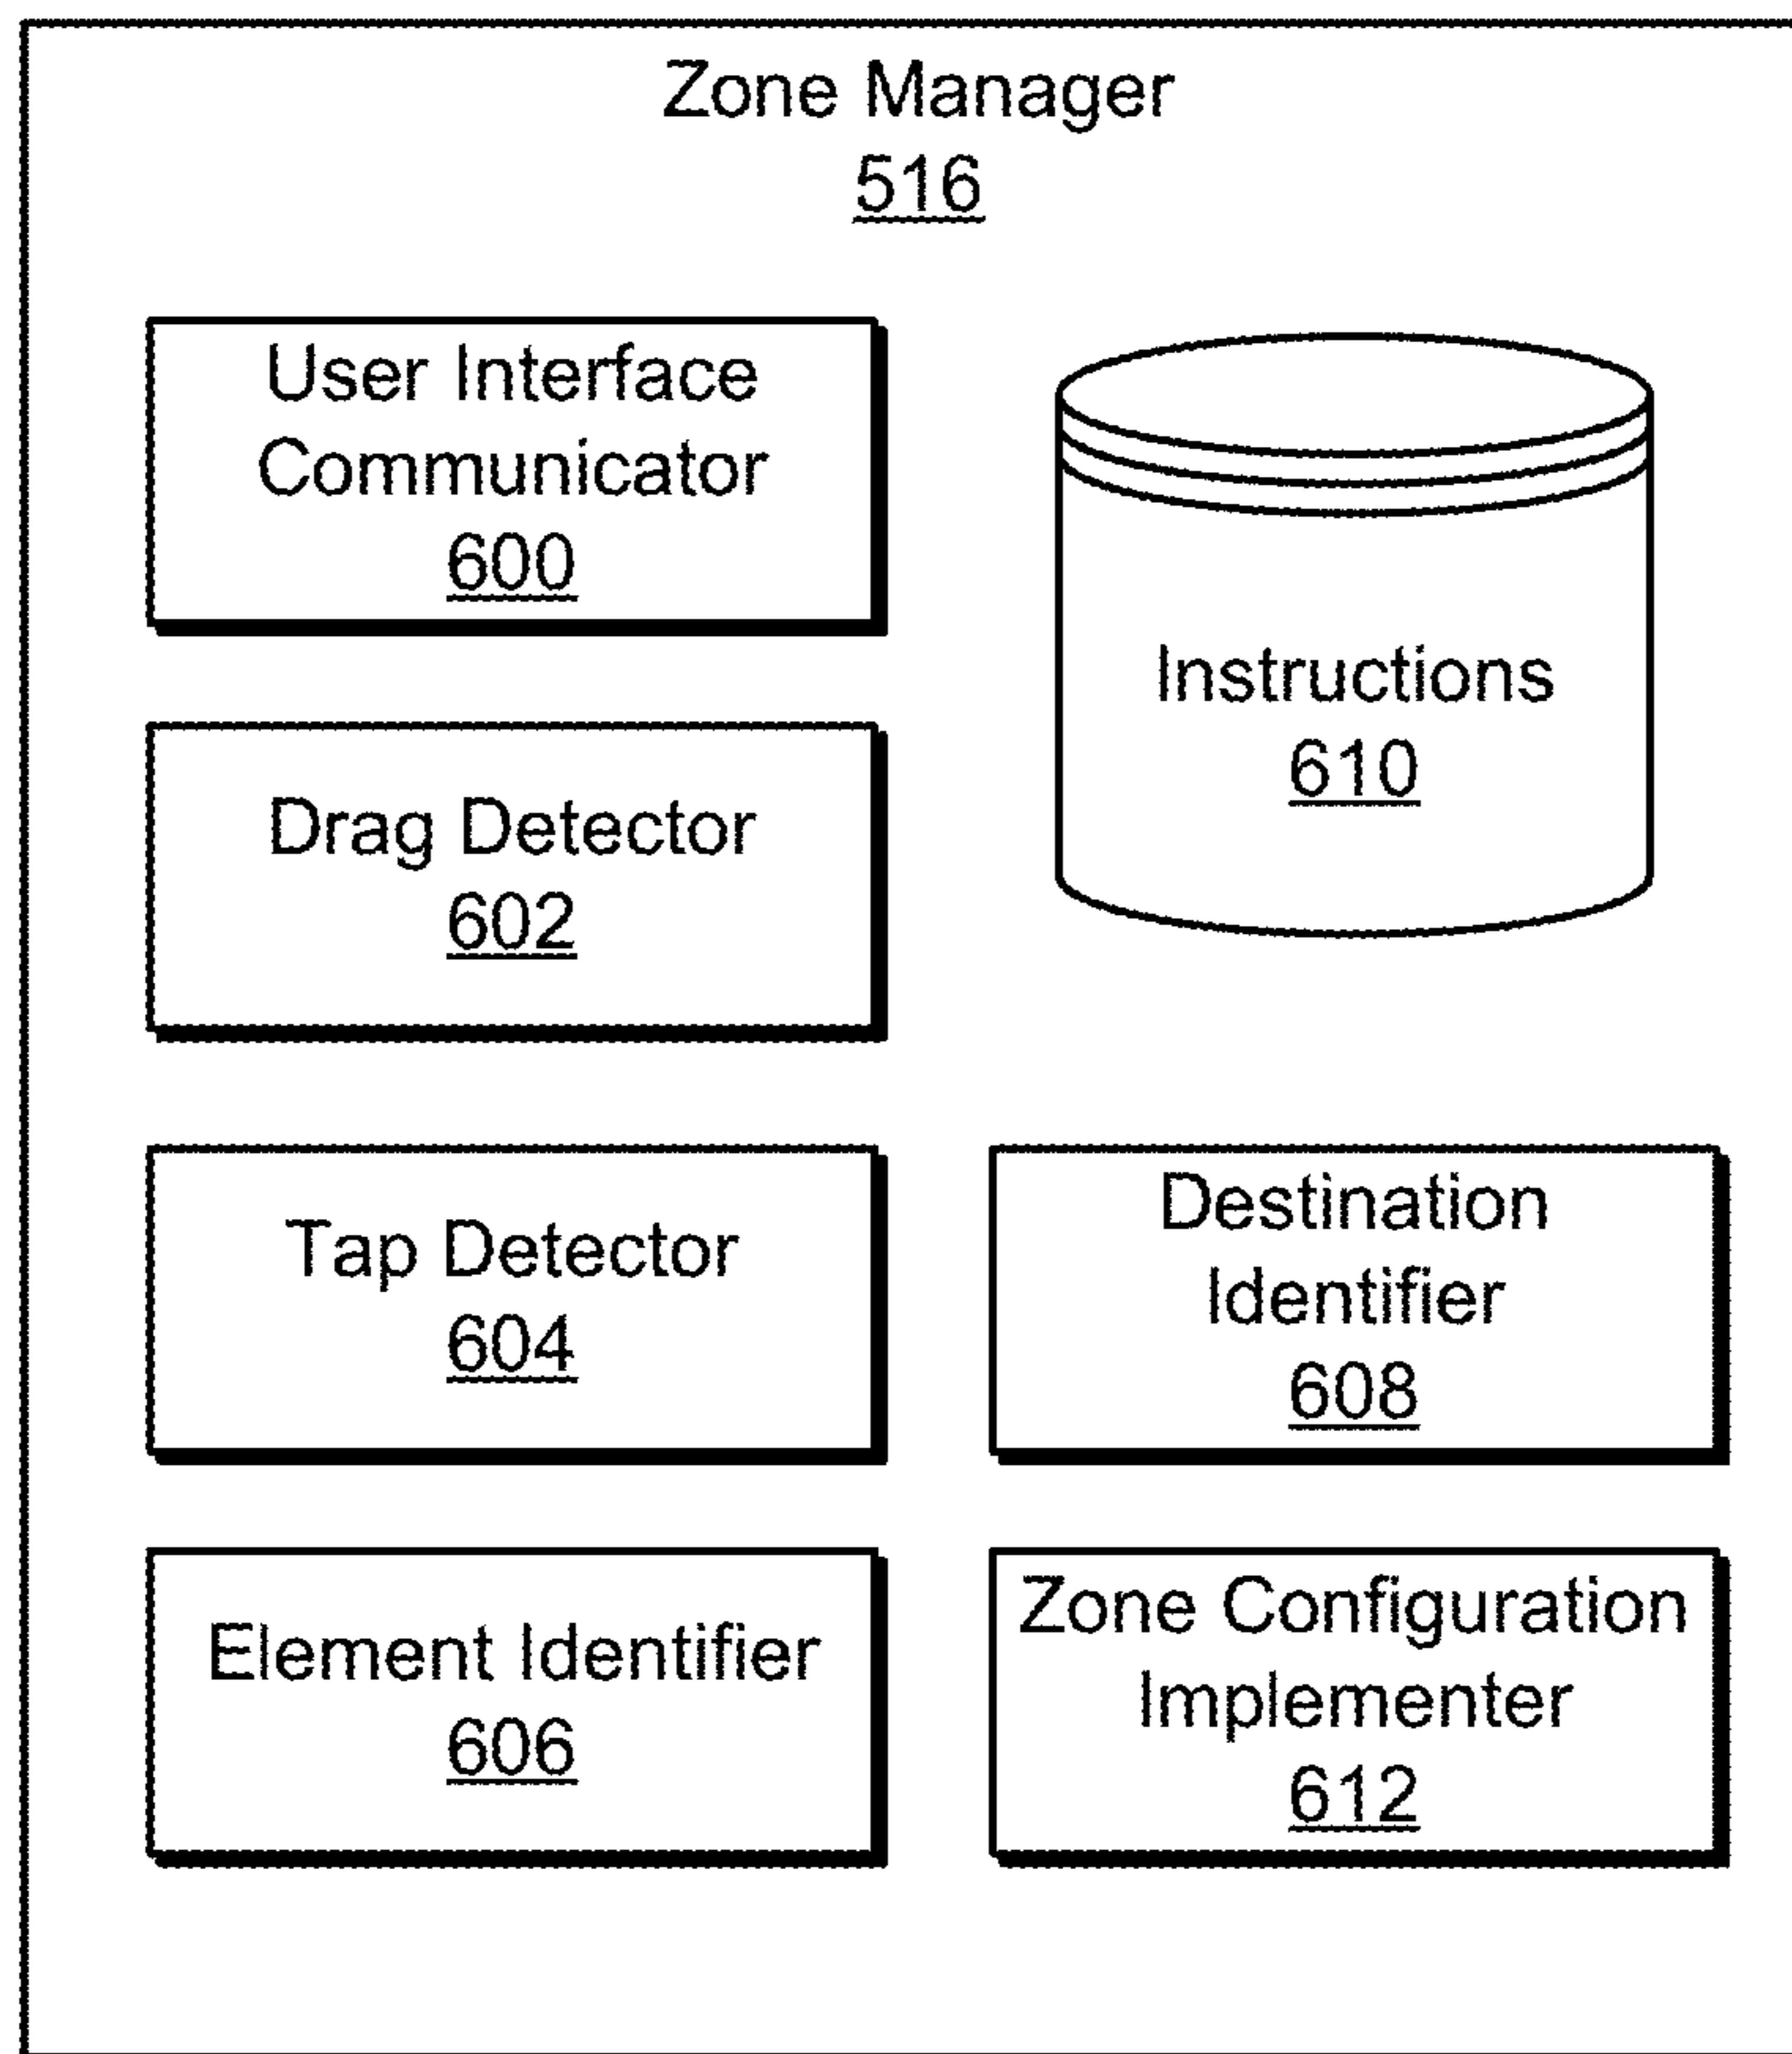 Zone Manager
516
User Interface
Communicator
600
Instructions
610
Drag Detector
602
Tap Detector
604
Destination
Identifier
608
Element Identifier
606
Zone Configuration
Implementer
612